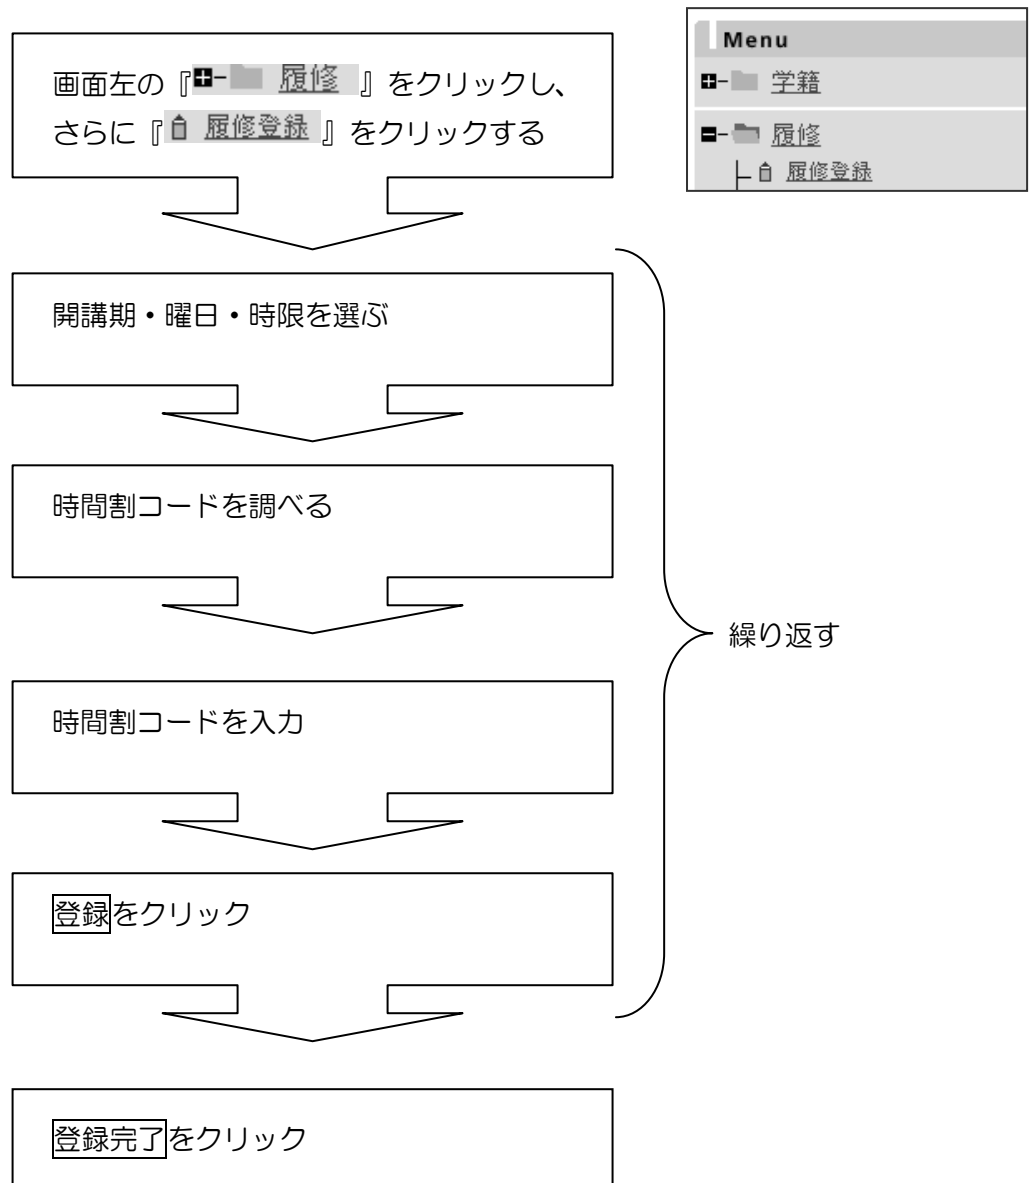 画面左の『履修』をクリックし、
さらに『履修登録』をクリックする
Menu
学籍
履修
履修登録
開講期・曜日・時限を選ぶ
時間割コードを調べる
繰り返す
時間割コードを入力
登録をクリック
登録完了をクリック